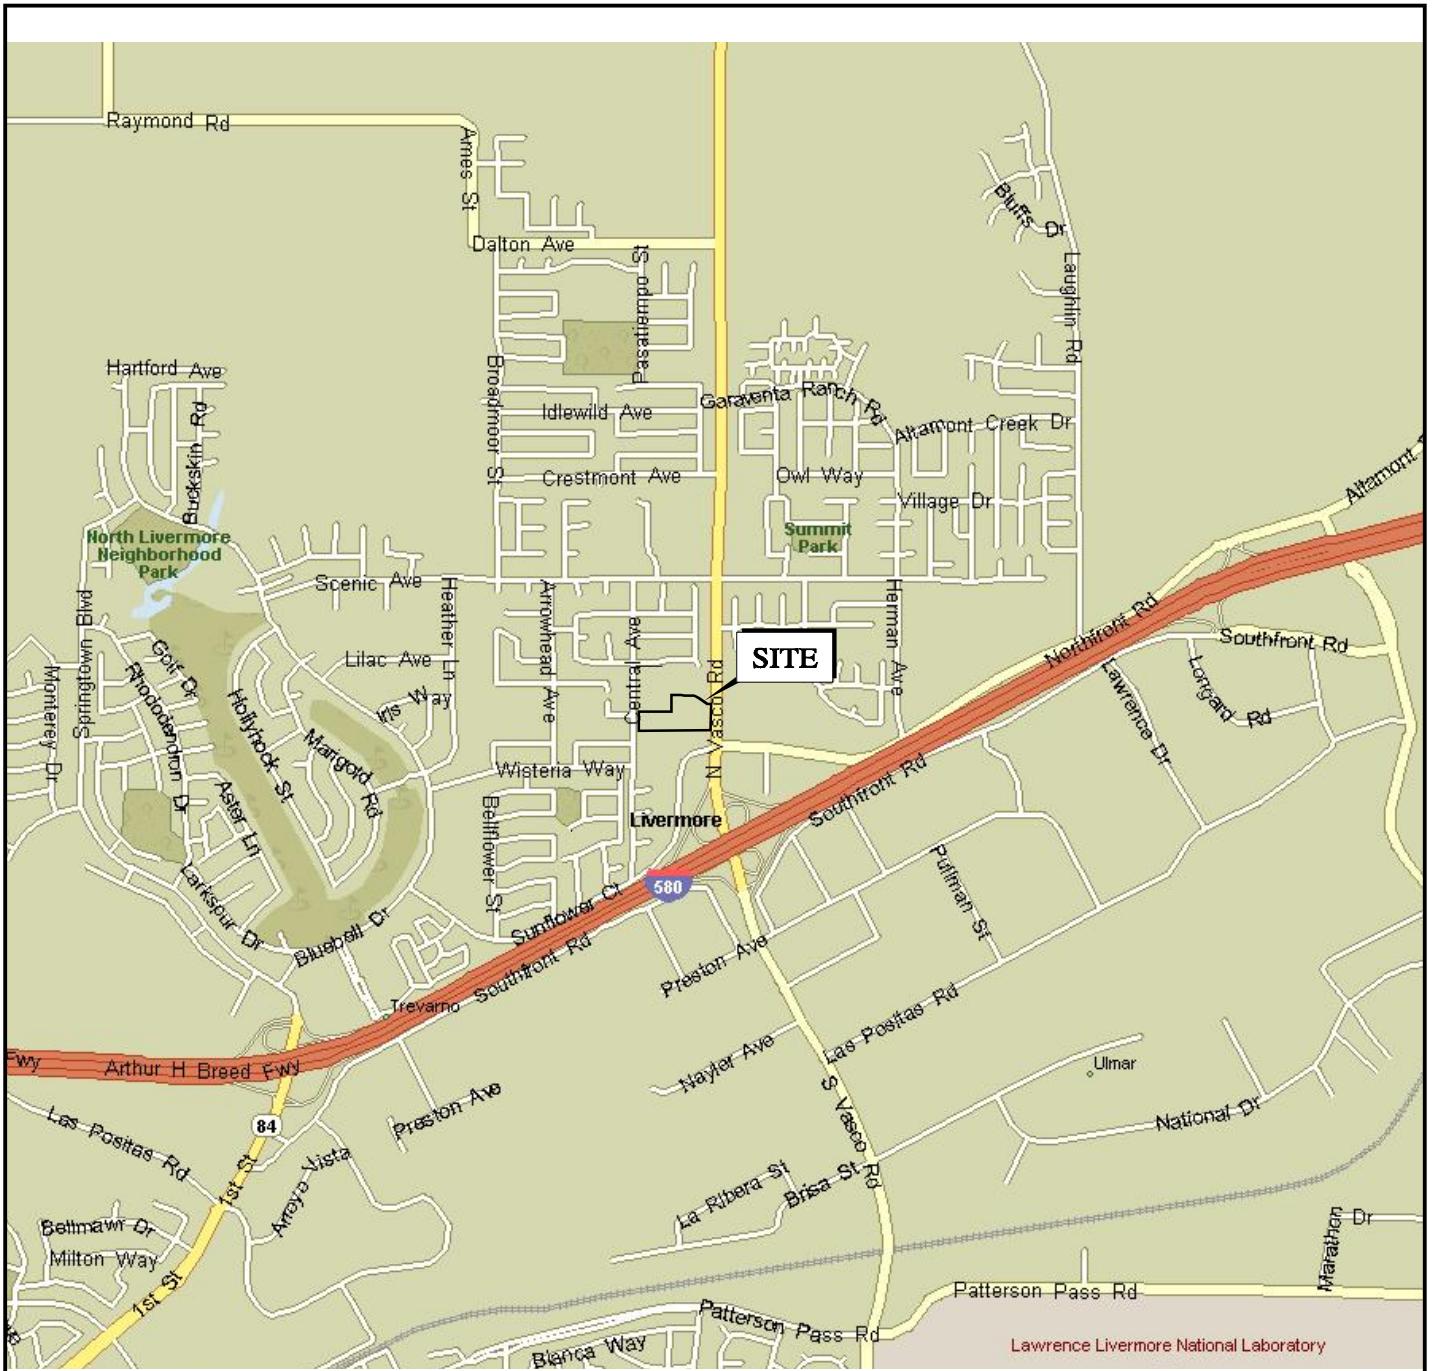 Raymond Rd
Ames St
Dalton Ave
Pasatiempo St
Bluffs Dr
Laughlin Rd
Hartford Ave
Buckskin Rd
Broadmoor St
Idlewild Ave
Garaventa Ranch Rd
Altamont Creek Dr
Crestmont Ave
Owl Way
Village Dr
Altamont
North Livermore
Neighborhood
Park
Summit
Park
Scenic Ave
Heather Ln
Arrowhead Ave
Central Ave
Herman Ave
Springtown Blvd
Monterey Dr
Golf Dr
Rhododendron Dr
Lilac Ave
Iris Way
Hollyhock St
Marigold Rd
Aster Ln
SITE
N Vasco Rd
Northfront Rd
Southfront Rd
Lawrence Dr
Longard Rd
Wisteria Way
Bellflower St
Livermore
Southfront Rd
580
Pullman St
Larkspur Dr
Bluebell Dr
Sunflower Ct
Southfront Rd
Preston Ave
Las Positas Rd
Trevarno
Fwy
Arthur H Breed Fwy
Nayler Ave
S Vasco Rd
Ulmar
National Dr
Las Positas Rd
84
1st St
Arroyo Vista
Preston Ave
La Ribera St
Brisa St
Bellmawr Dr
Milton Way
1st St
Marathon Dr
Patterson Pass Rd
Patterson Pass Rd
Bianca Way
Lawrence Livermore National Laboratory